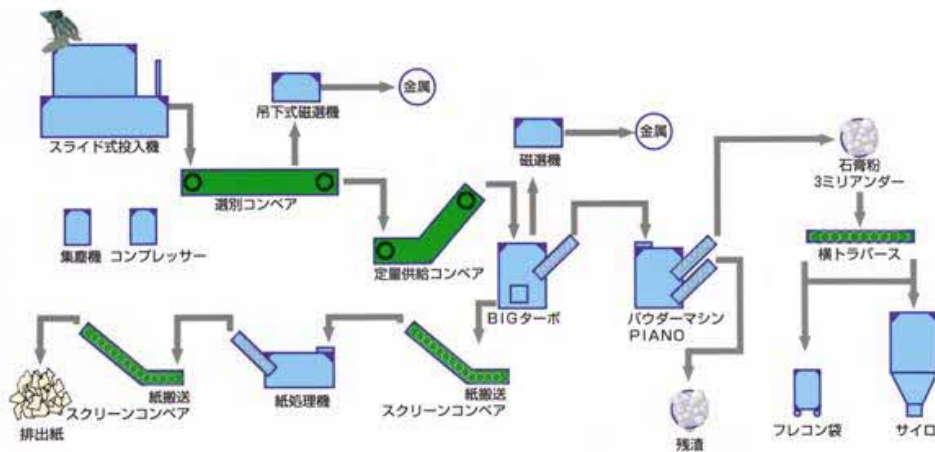 金属
吊下式磁選機
スライド式投入機
金属
磁選機
石膏粉
3ミリアンダー
選別コンベア
集塵機
コンプレッサー
定量供給コンベア
横トラバース
BIGターボ
パウダーマシン
PIANO
紙搬送
スクリーンコンベア
紙処理機
紙搬送
スクリーンコンベア
排出紙
残渣
フレコン袋
サイロ